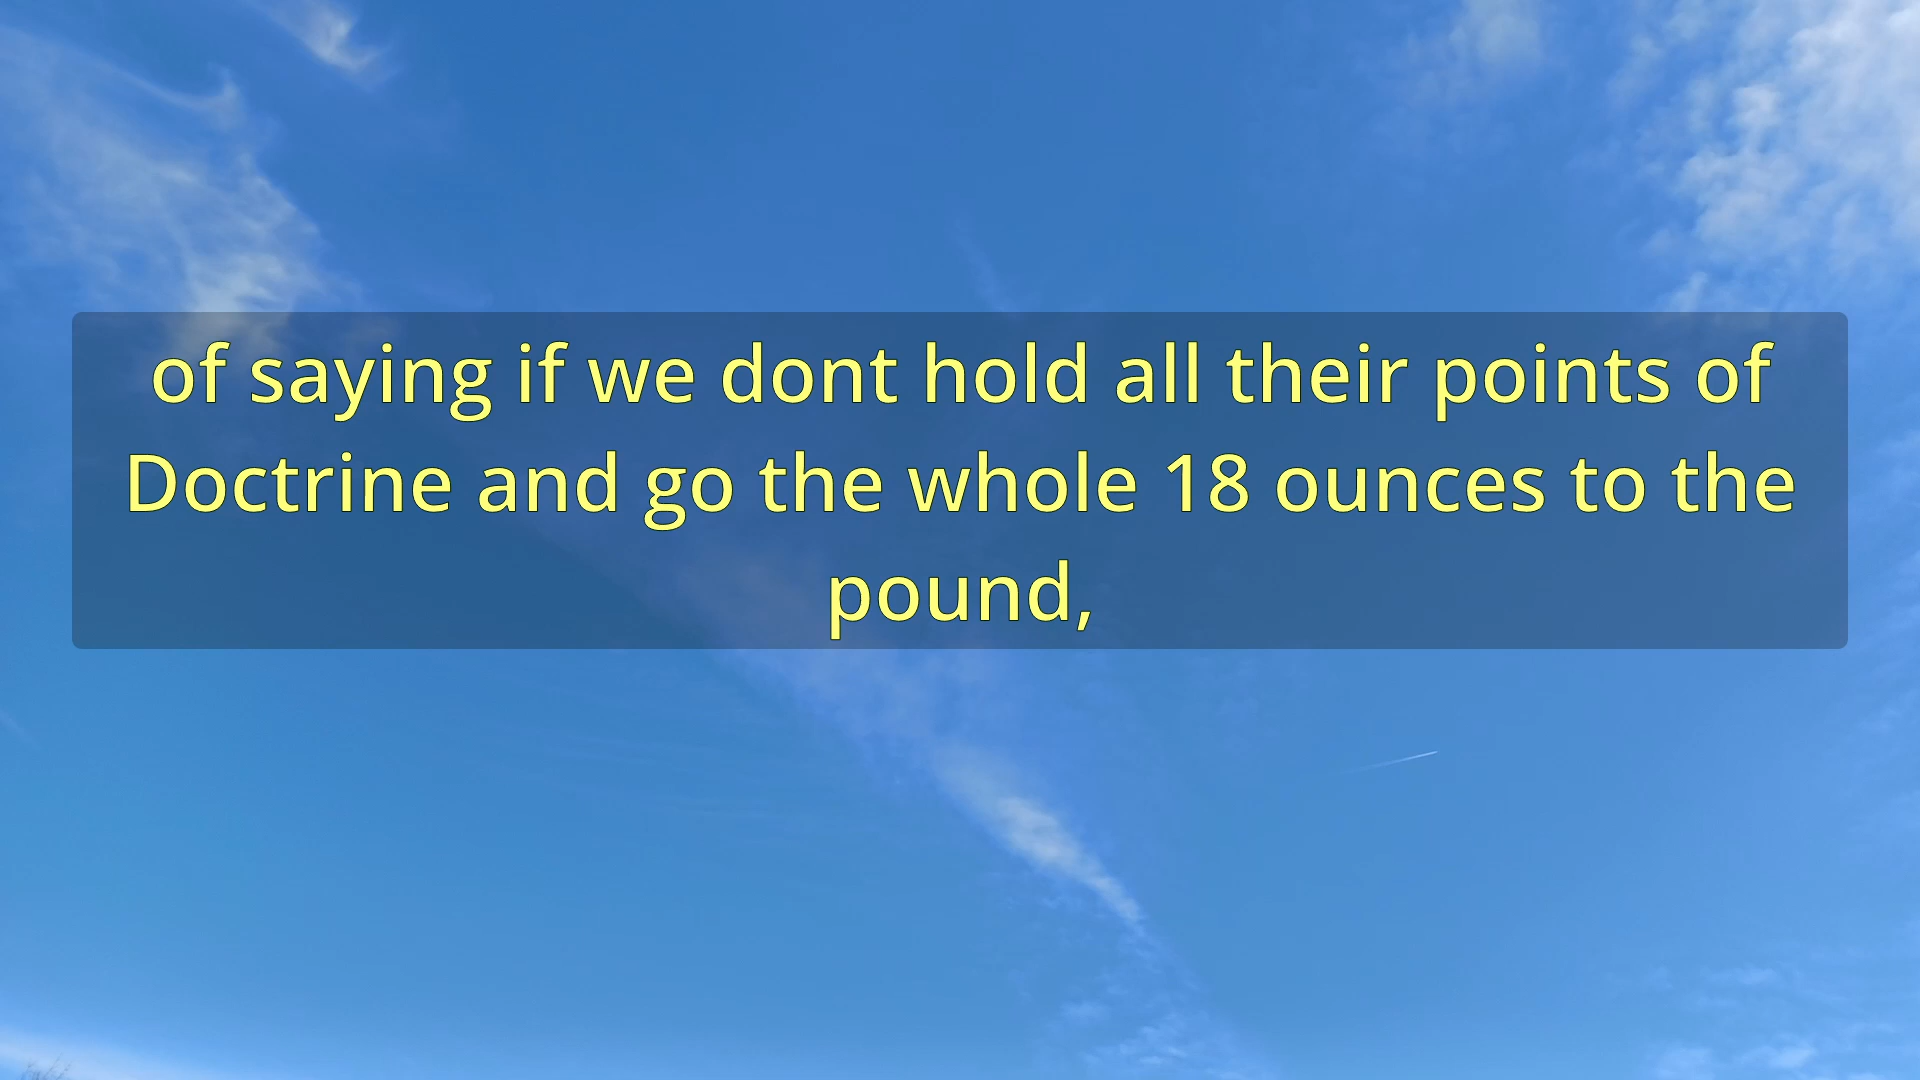 of saying if we dont hold all their points of
Doctrine and go the whole 18 ounces to the
pound,